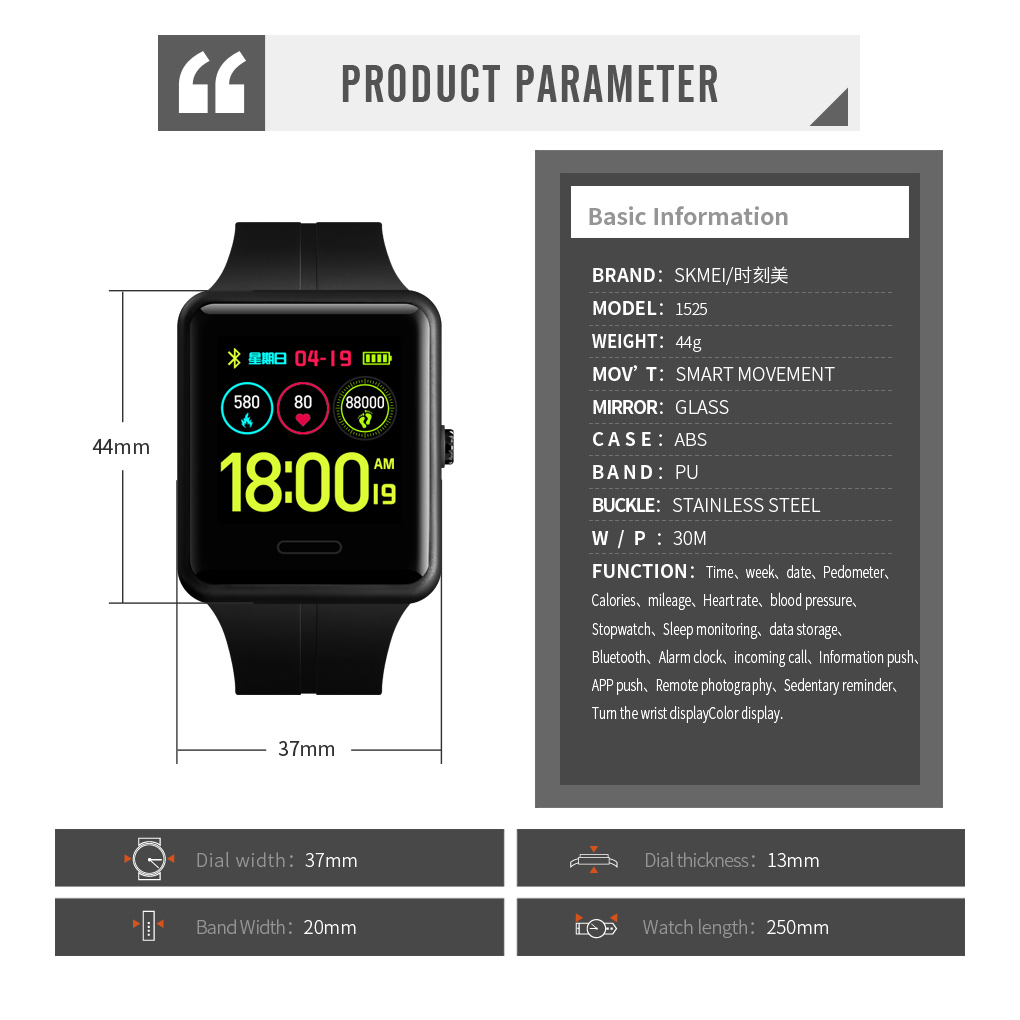 PRODUCT PARAMETER
Basic Information
BRAND: SKMEI/时刻美
MODEL: 1525
WEIGHT: 44g
MOV'T: SMART MOVEMENT
MIRROR: GLASS
CASE: ABS
BAND: PU
BUCKLE: STAINLESS STEEL
W/P: 30M
FUNCTION: Time、week、date、Pedometer、
Calories、mileage、Heart rate、blood pressure、
Stopwatch、Sleep monitoring、data storage、
Bluetooth、Alarm clock、incoming call、Information push、
APP push、Remote photography、Sedentary reminder、
Turn the wrist displayColor display.
星期日 04-19
580 80 88000
18:00 AM
19
44mm
37mm
Dial width: 37mm
Dial thickness: 13mm
Band Width: 20mm
Watch length: 250mm